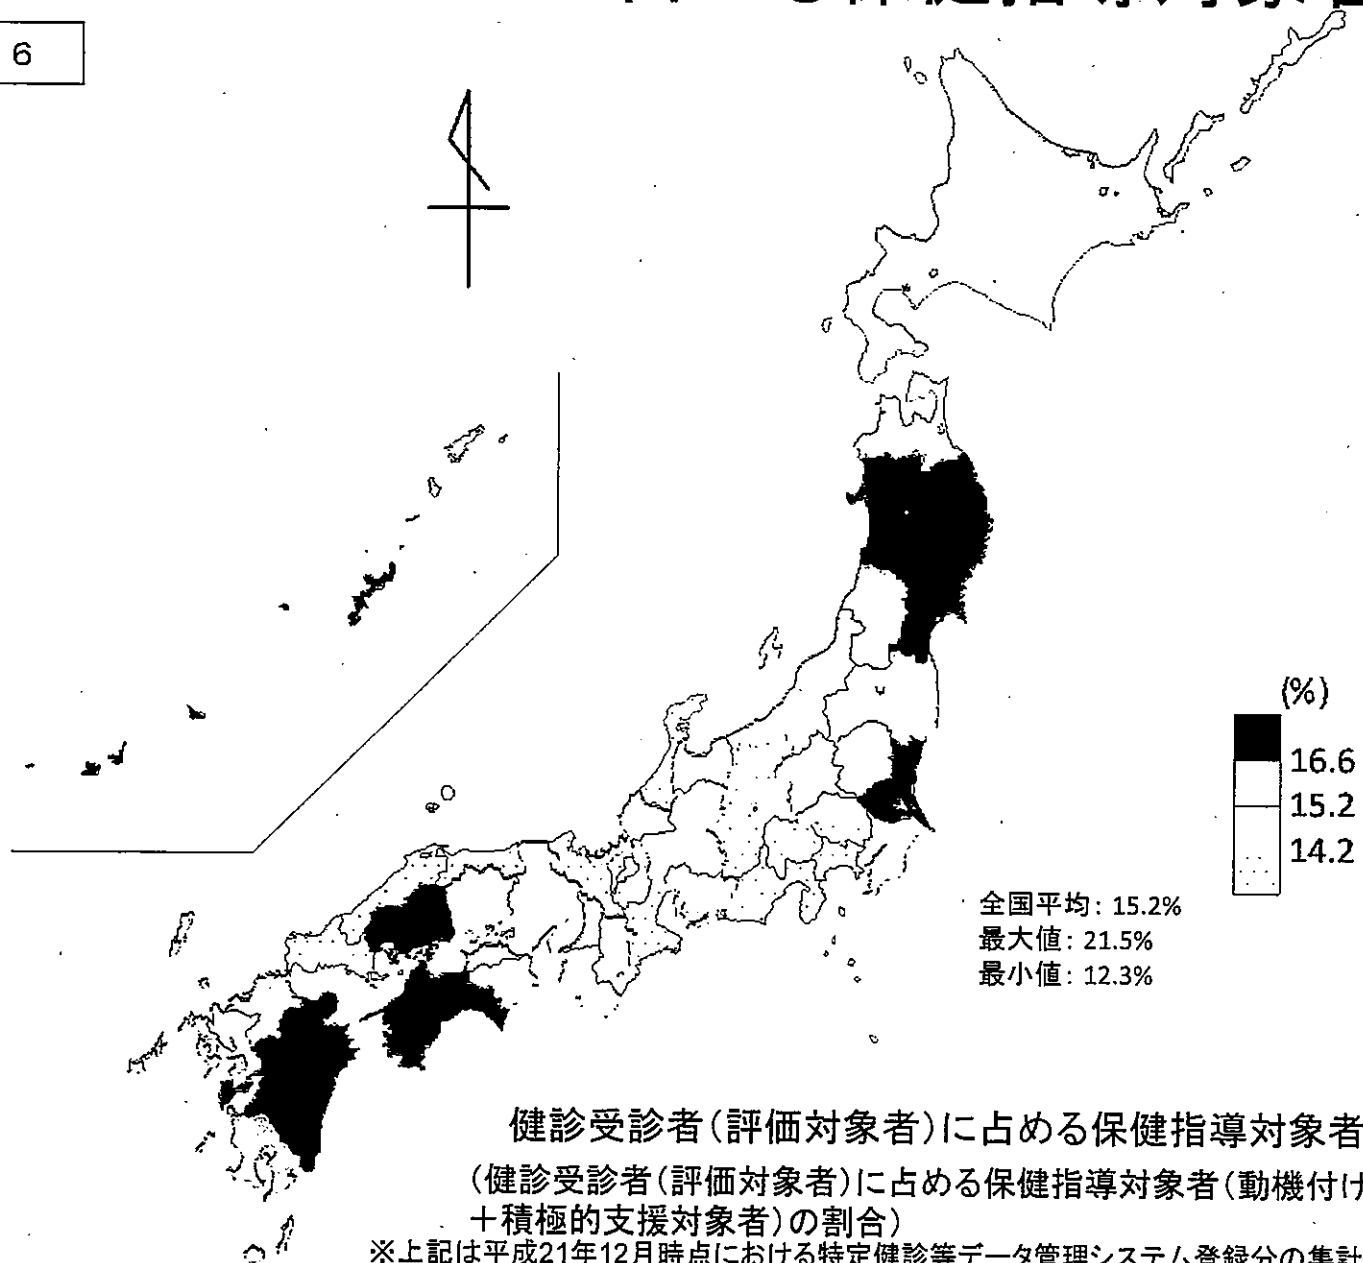 6
(%)
16.6
15.2
14.2
全国平均: 15.2%
最大値: 21.5%
最小値: 12.3%
健診受診者(評価対象者)に占める保健指導対象者
(健診受診者(評価対象者)に占める保健指導対象者(動機付け
+積極的支援対象者)の割合)
※上記は平成21年12月時点における特定健診等データ管理システム登録分の集計